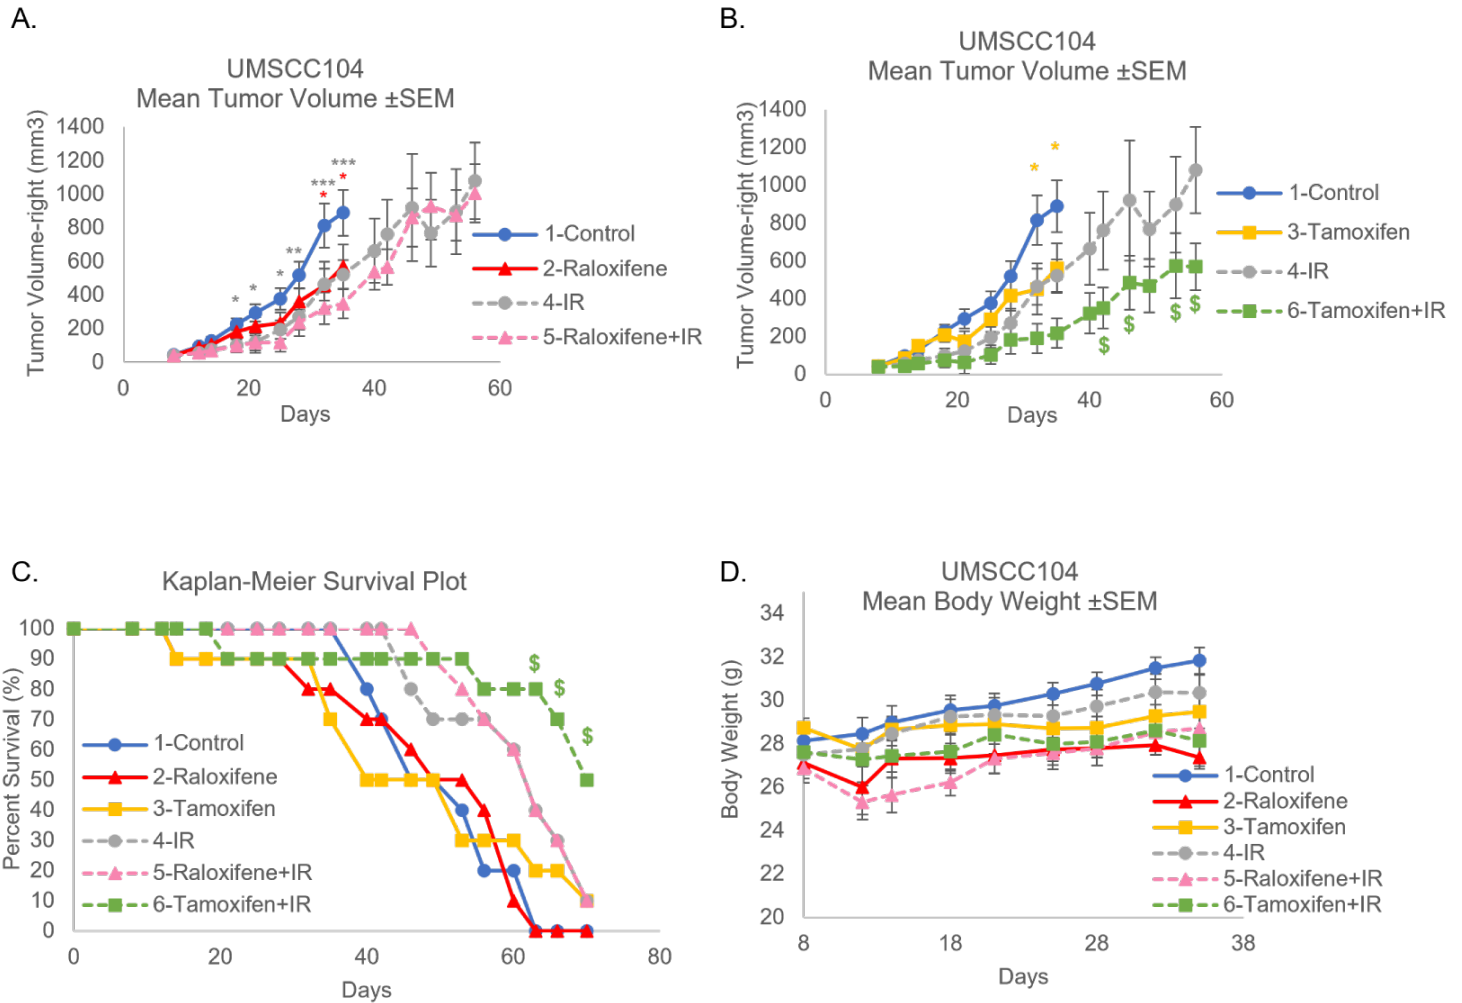 A.
UMSCC104
Mean Tumor Volume ±SEM
Tumor Volume-right (mm3)
1400
1200
1000
800
600
400
200
0
*
*
*
**
***
*
***
*
0
20
40
60
Days
1-Control
2-Raloxifene
4-IR
5-Raloxifene+IR
B.
UMSCC104
Mean Tumor Volume ±SEM
Tumor Volume-right (mm3)
1400
1200
1000
800
600
400
200
0
*
*
$
$
$
$
0
20
40
60
Days
1-Control
3-Tamoxifen
4-IR
6-Tamoxifen+IR
C.
Kaplan-Meier Survival Plot
Percent Survival (%)
100
90
80
70
60
50
40
30
20
10
0
$
$
$
1-Control
2-Raloxifene
3-Tamoxifen
4-IR
5-Raloxifene+IR
6-Tamoxifen+IR
0
20
40
60
80
Days
D.
UMSCC104
Mean Body Weight ±SEM
Body Weight (g)
34
32
30
28
26
24
22
20
1-Control
2-Raloxifene
3-Tamoxifen
4-IR
5-Raloxifene+IR
6-Tamoxifen+IR
8
18
28
38
Days